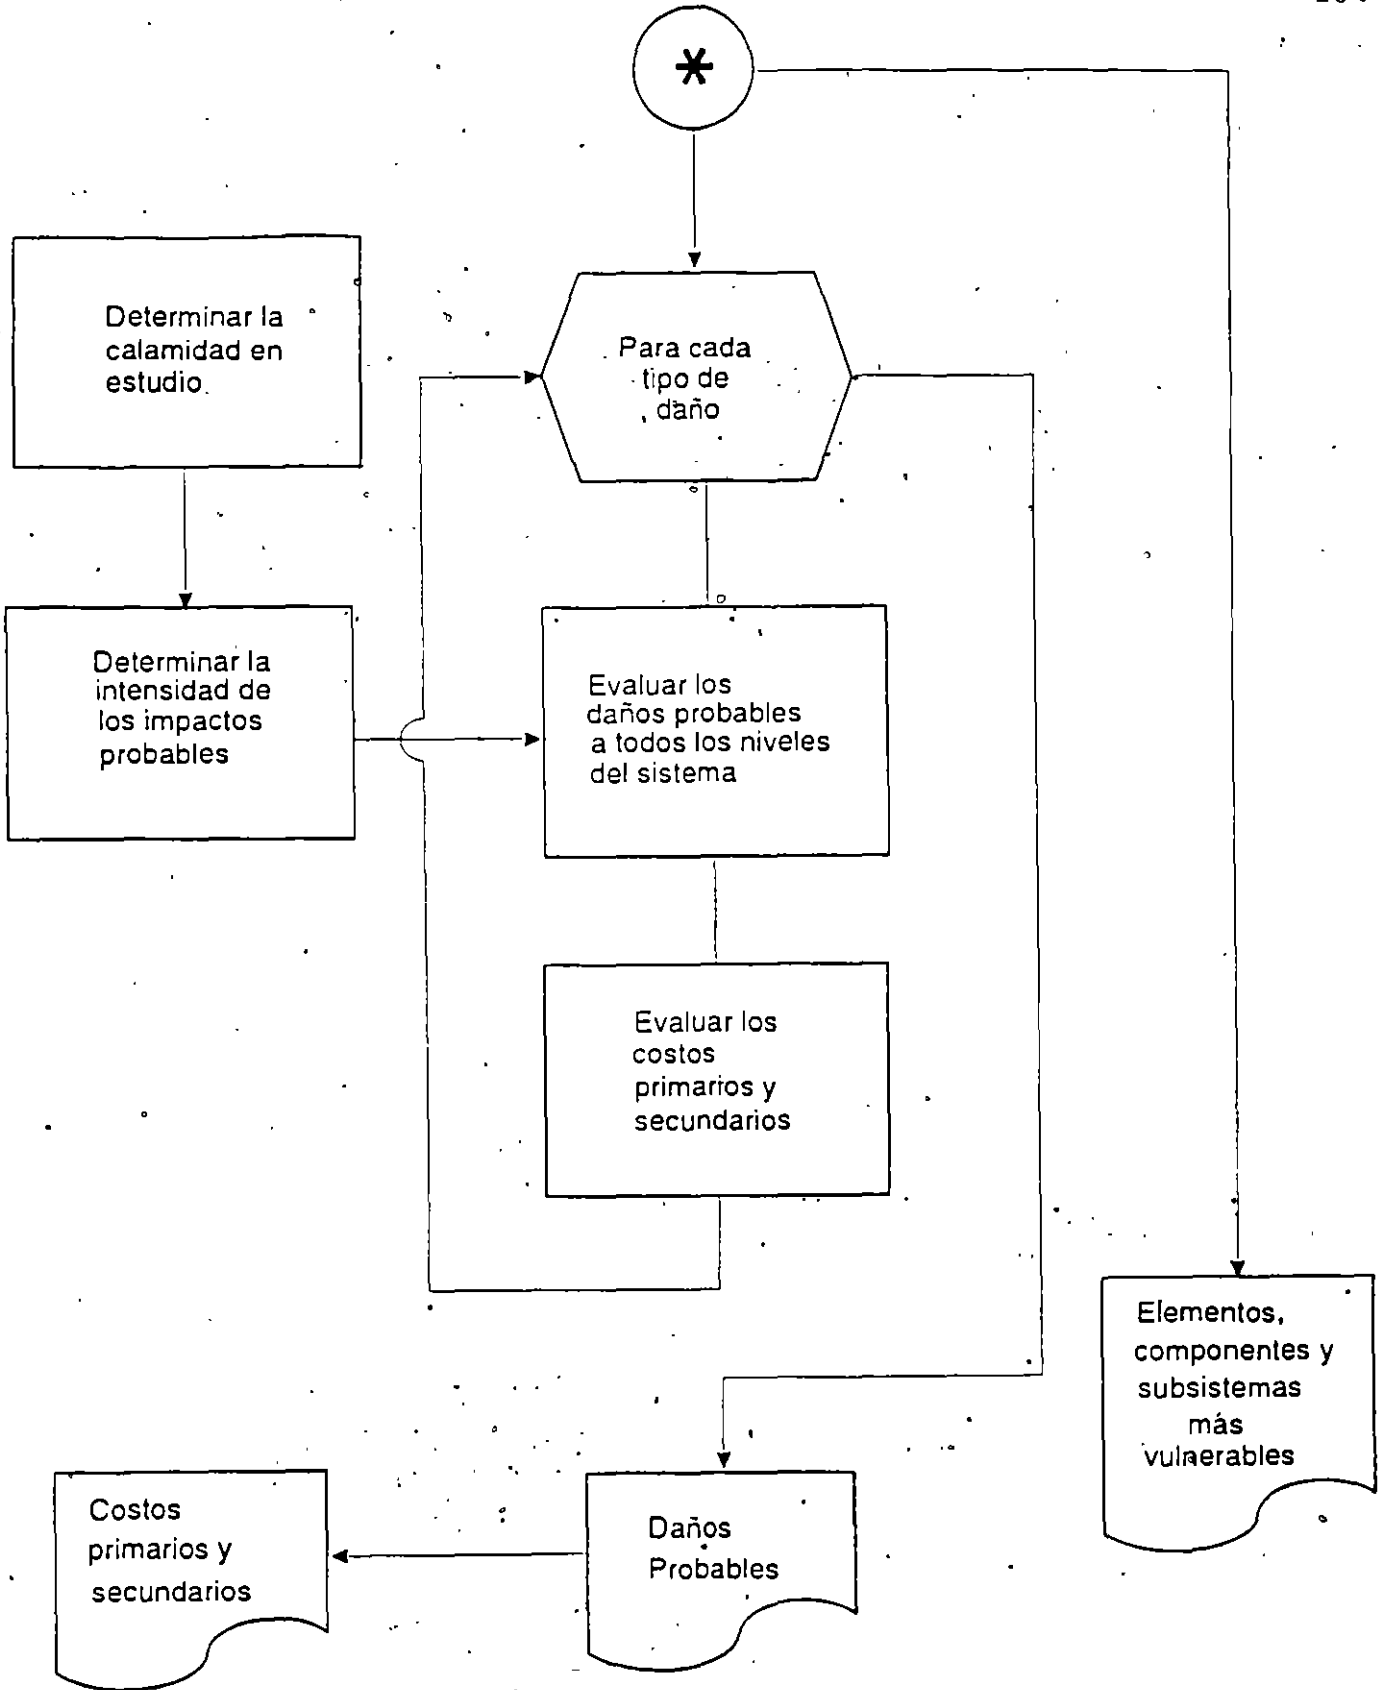 *
Determinar la
calamidad en
estudio.
Para cada
tipo de
daño
Determinar la
intensidad de
los impactos
probables
Evaluar los
daños probables
a todos los niveles
del sistema
Evaluar los
costos
primarios y
secundarios
Elementos,
componentes y
subsistemas
más
vulnerables
Costos
primarios y
secundarios
Daños
Probables